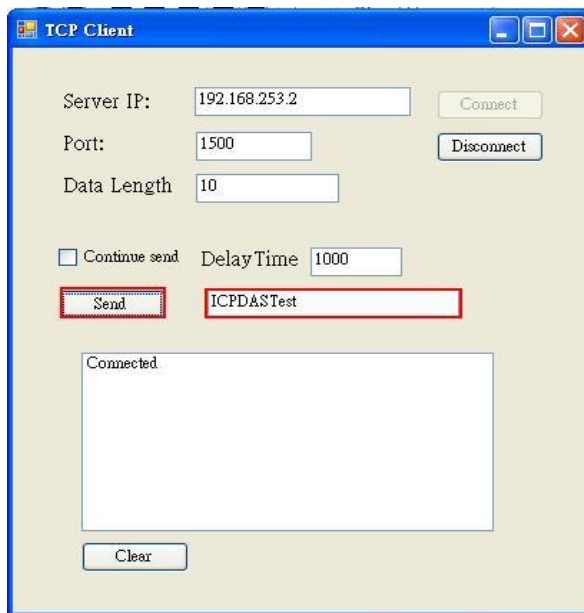 TCP Client
Server IP: 192.168.253.2 Connect
Port: 1500 Disconnect
Data Length 10
Continue send DelayTime 1000
Send ICPDASTest
Connected
Clear